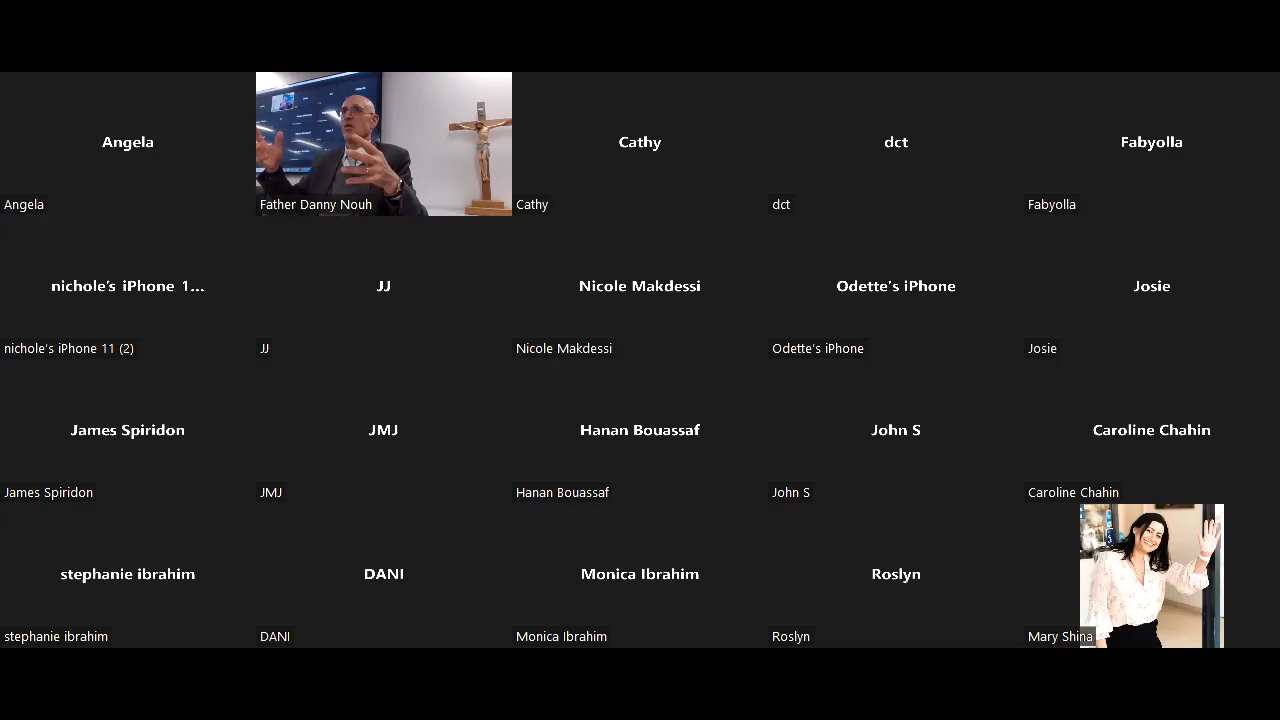 Angela
Cathy
dct
Fabyolla
Angela
Father Danny Nouh
Cathy
dct
Fabyolla
nichole's iPhone 1...
JJ
Nicole Makdessi
Odette's iPhone
Josie
nichole's iPhone 11 (2)
JJ
Nicole Makdessi
Odette's iPhone
Josie
James Spiridon
JMJ
Hanan Bouassaf
John S
Caroline Chahin
James Spiridon
JMJ
Hanan Bouassaf
John S
Caroline Chahin
stephanie ibrahim
DANI
Monica Ibrahim
Roslyn
stephanie ibrahim
DANI
Monica Ibrahim
Roslyn
Mary Shina